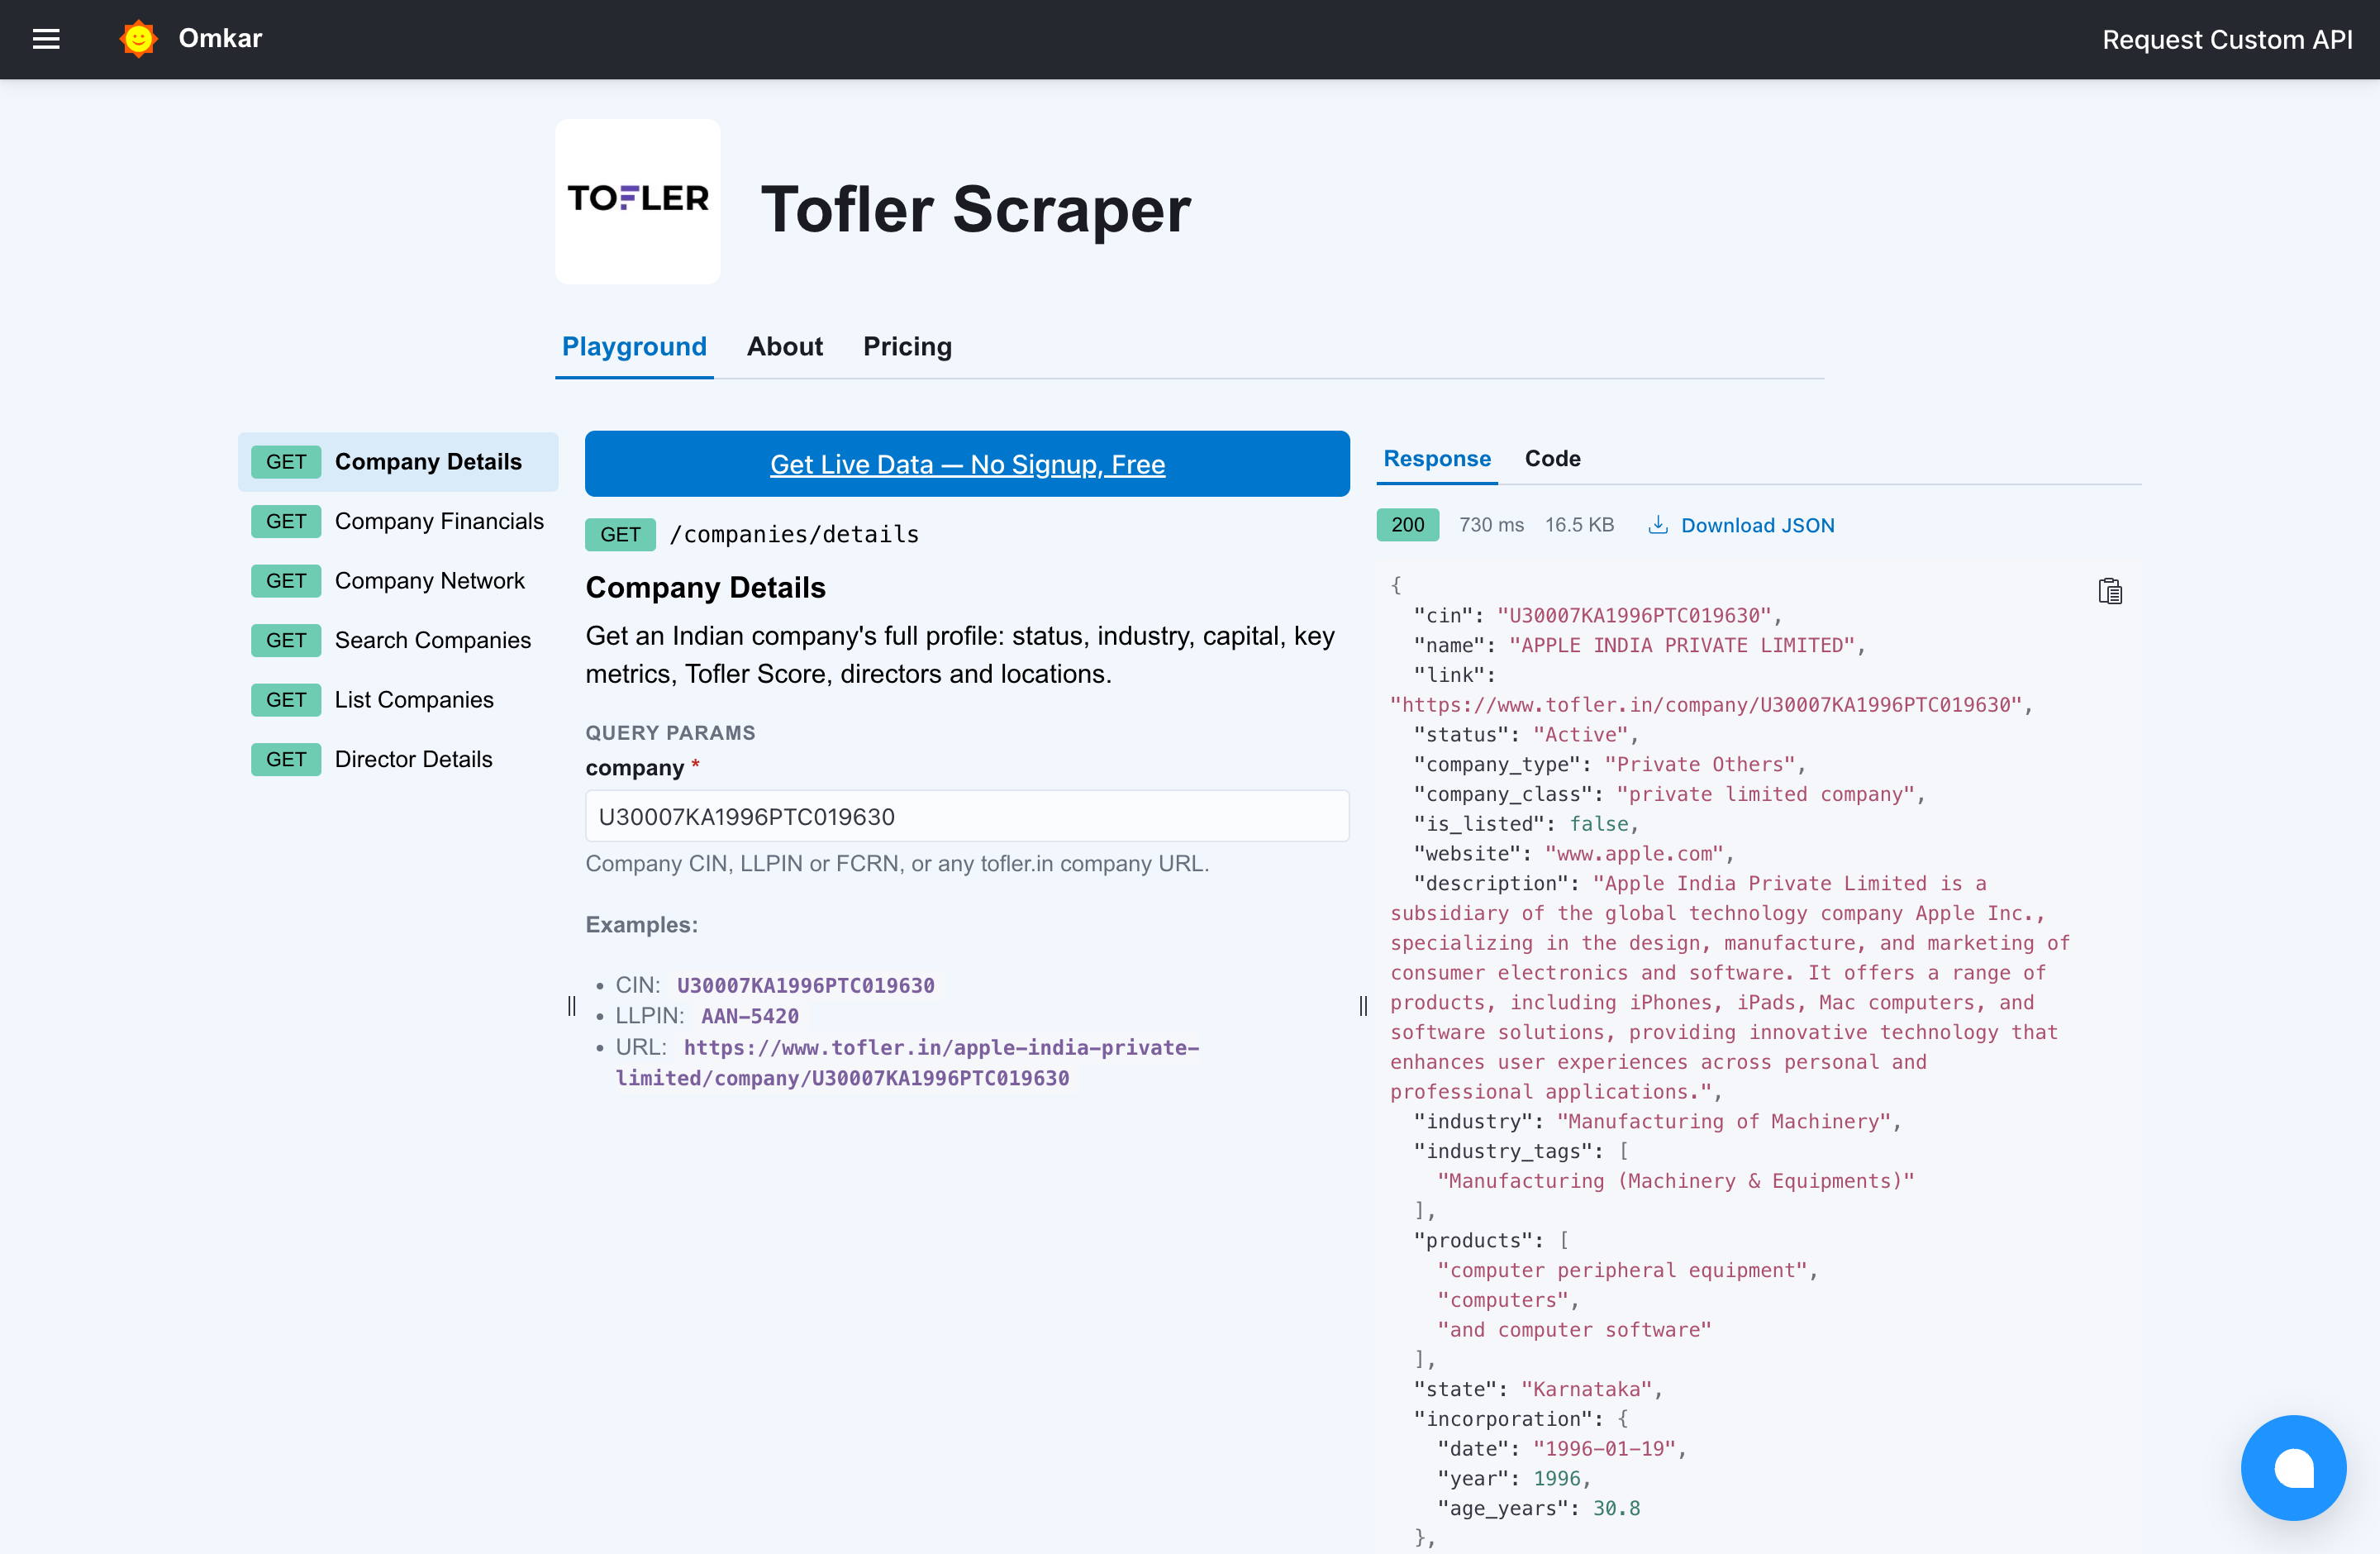 Omkar
Request Custom API
TOFLER
Tofler Scraper
Playground
About
Pricing
GET Company Details
GET Company Financials
GET Company Network
GET Search Companies
GET List Companies
GET Director Details
Get Live Data — No Signup, Free
GET /companies/details
Company Details
Get an Indian company's full profile: status, industry, capital, key
metrics, Tofler Score, directors and locations.
QUERY PARAMS
company *
U30007KA1996PTC019630
Company CIN, LLPIN or FCRN, or any tofler.in company URL.
Examples:
• CIN: U30007KA1996PTC019630
• LLPIN: AAN-5420
• URL: https://www.tofler.in/apple-india-private-
limited/company/U30007KA1996PTC019630
Response
Code
200 730 ms 16.5 KB Download JSON
{
"cin": "U30007KA1996PTC019630",
"name": "APPLE INDIA PRIVATE LIMITED",
"link":
"https://www.tofler.in/company/U30007KA1996PTC019630",
"status": "Active",
"company_type": "Private Others",
"company_class": "private limited company",
"is_listed": false,
"website": "www.apple.com",
"description": "Apple India Private Limited is a
subsidiary of the global technology company Apple Inc.,
specializing in the design, manufacture, and marketing of
consumer electronics and software. It offers a range of
products, including iPhones, iPads, Mac computers, and
software solutions, providing innovative technology that
enhances user experiences across personal and
professional applications.",
"industry": "Manufacturing of Machinery",
"industry_tags": [
"Manufacturing (Machinery & Equipments)"
],
"products": [
"computer peripheral equipment",
"computers",
"and computer software"
],
"state": "Karnataka",
"incorporation": {
"date": "1996-01-19",
"year": 1996,
"age_years": 30.8
},